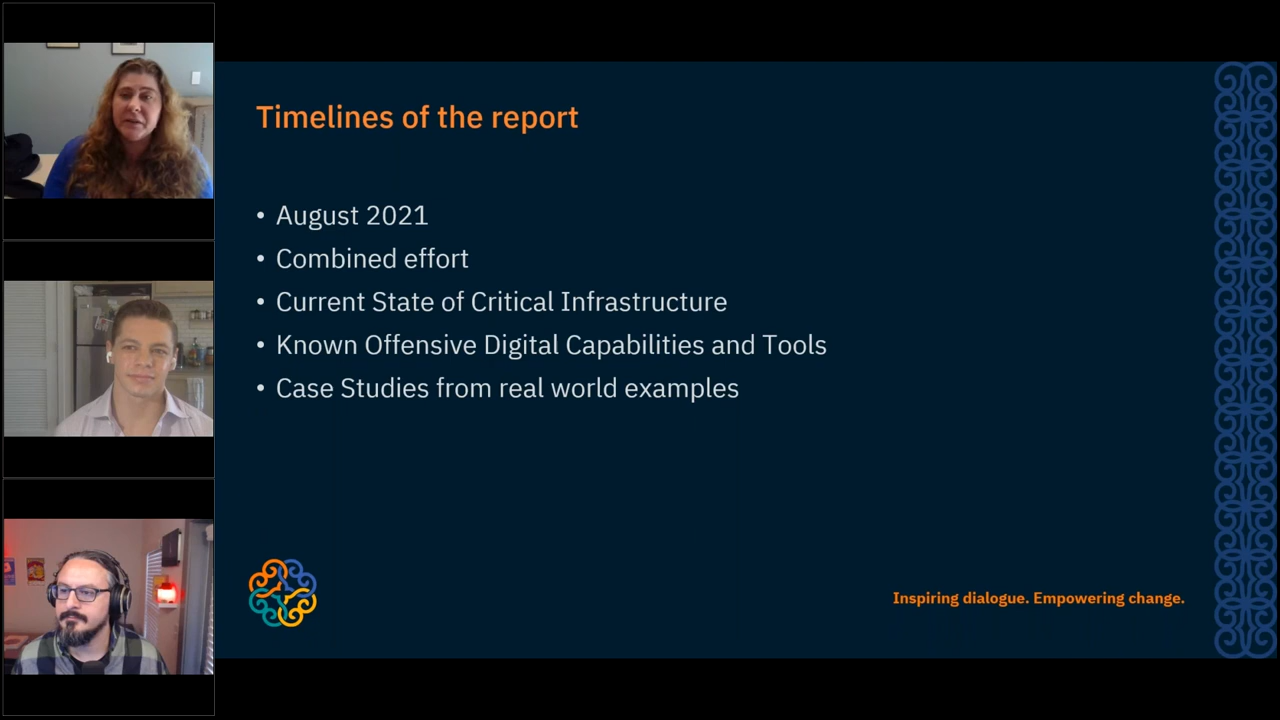 Timelines of the report
• August 2021
• Combined effort
• Current State of Critical Infrastructure
• Known Offensive Digital Capabilities and Tools
• Case Studies from real world examples
Inspiring dialogue. Empowering change.